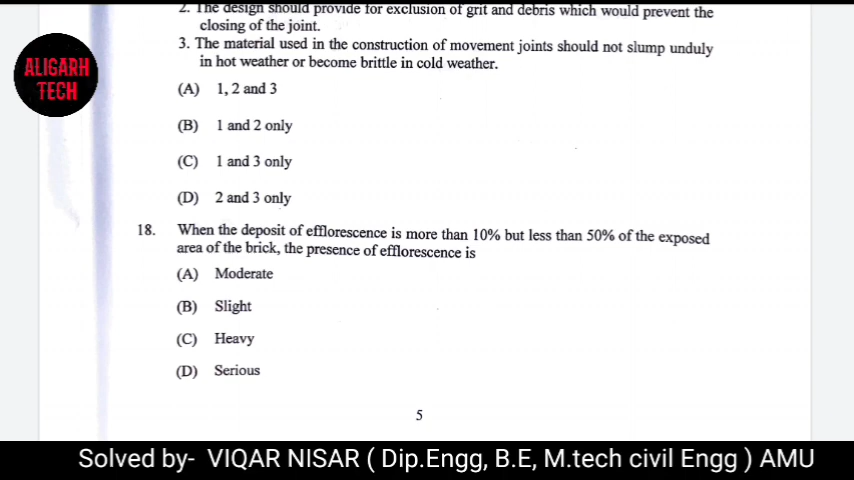 2. The design should provide for exclusion of grit and debris which would prevent the
closing of the joint.
3. The material used in the construction of movement joints should not slump unduly
in hot weather or become brittle in cold weather.
ALIGARH
TECH
(A) 1, 2 and 3
(B) 1 and 2 only
(C) 1 and 3 only
(D) 2 and 3 only
18. When the deposit of efflorescence is more than 10% but less than 50% of the exposed
area of the brick, the presence of efflorescence is
(A) Moderate
(B) Slight
(C) Heavy
(D) Serious
5
Solved by- VIQAR NISAR ( Dip.Engg, B.E, M.tech civil Engg ) AMU